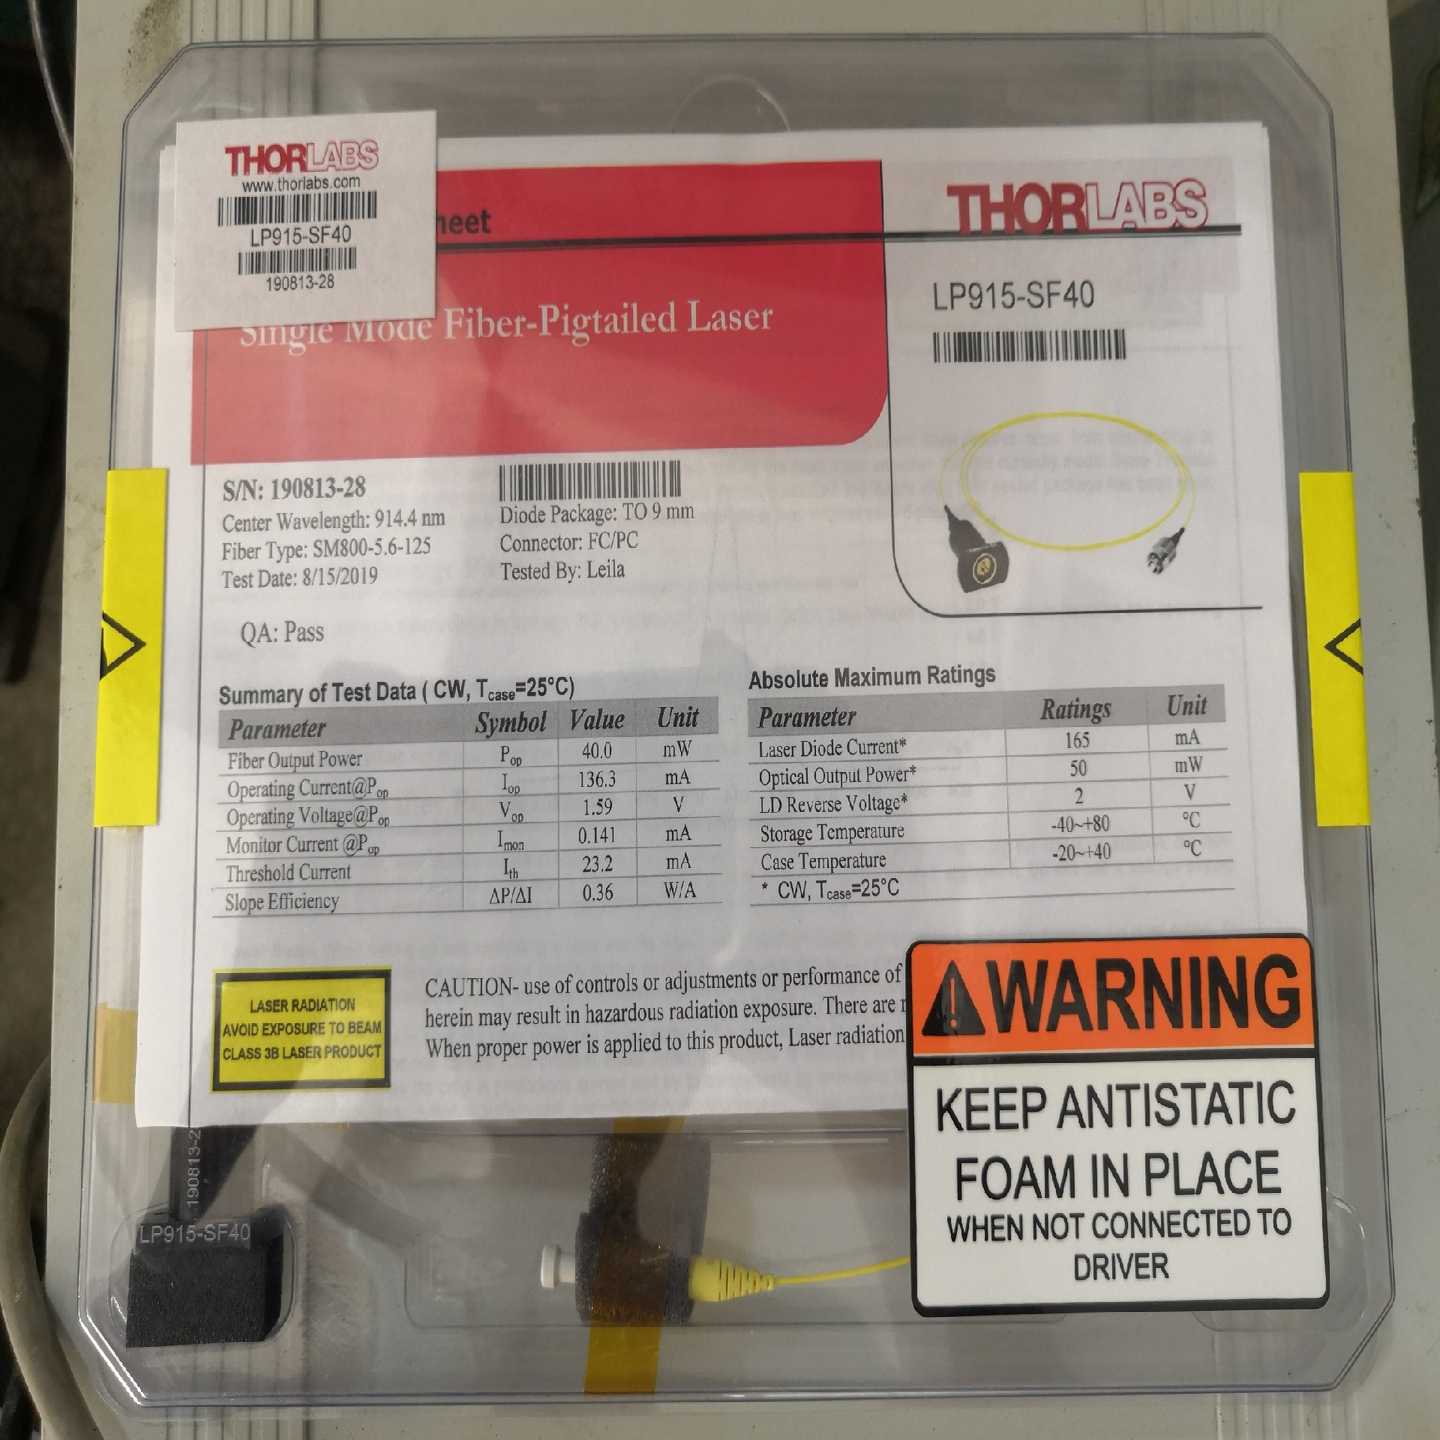 THORLABS
www.thorlabs.com
LP915-SF40
190813-28
heet
THORLABS
Single Mode Fiber-Pigtailed Laser
LP915-SF40
S/N: 190813-28
Center Wavelength: 914.4 nm
Fiber Type: SM800-5.6-125
Test Date: 8/15/2019
Diode Package: TO 9 mm
Connector: FC/PC
Tested By: Leila
QA: Pass
Summary of Test Data ( CW, Tcase=25°C)
Parameter Symbol Value Unit
Fiber Output Power Pop 40.0 mW
Operating Current@Pop Iop 136.3 mA
Operating Voltage@Pop Vop 1.59 V
Monitor Current @Pop Imon 0.141 mA
Threshold Current Ith 23.2 mA
Slope Efficiency ΔP/ΔI 0.36 W/A
Absolute Maximum Ratings
Parameter Ratings Unit
Laser Diode Current* 165 mA
Optical Output Power* 50 mW
LD Reverse Voltage* 2 V
Storage Temperature -40~+80 °C
Case Temperature -20~+40 °C
* CW, Tcase=25°C
LASER RADIATION
AVOID EXPOSURE TO BEAM
CLASS 3B LASER PRODUCT
CAUTION- use of controls or adjustments or performance of
herein may result in hazardous radiation exposure. There are
When proper power is applied to this product, Laser radiation
WARNING
KEEP ANTISTATIC
FOAM IN PLACE
WHEN NOT CONNECTED TO
DRIVER
190813-2
LP915-SF40